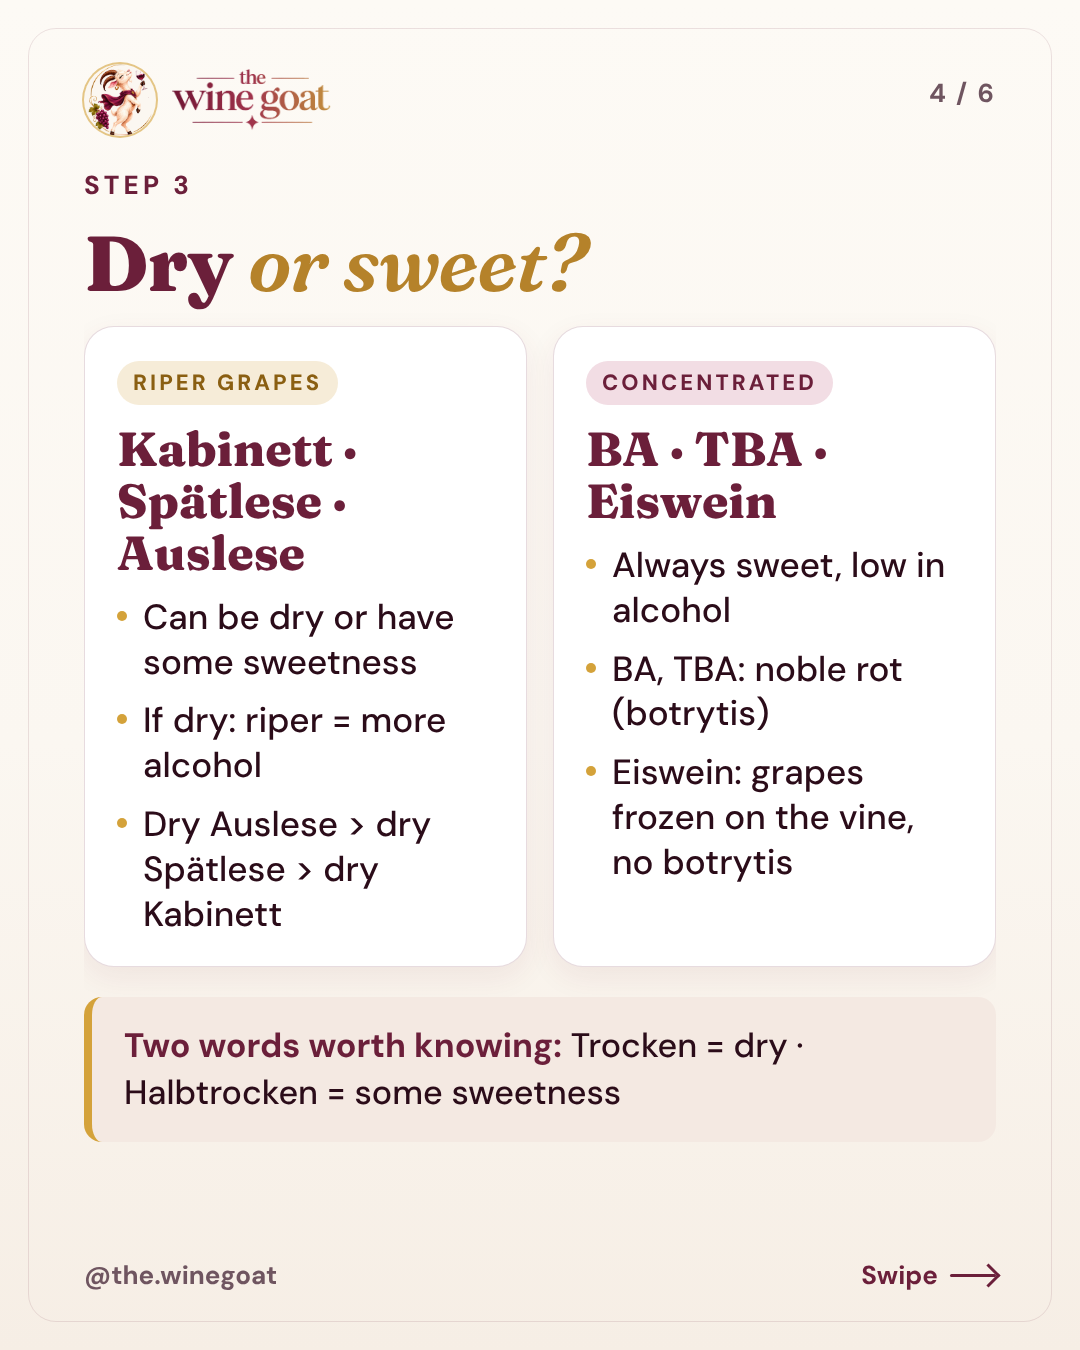 the
wine goat
4 / 6
STEP 3
Dry or sweet?
RIPER GRAPES
Kabinett ·
Spätlese ·
Auslese
• Can be dry or have
some sweetness
• If dry: riper = more
alcohol
• Dry Auslese > dry
Spätlese > dry
Kabinett
CONCENTRATED
BA · TBA ·
Eiswein
• Always sweet, low in
alcohol
• BA, TBA: noble rot
(botrytis)
• Eiswein: grapes
frozen on the vine,
no botrytis
Two words worth knowing: Trocken = dry ·
Halbtrocken = some sweetness
@the.winegoat
Swipe →